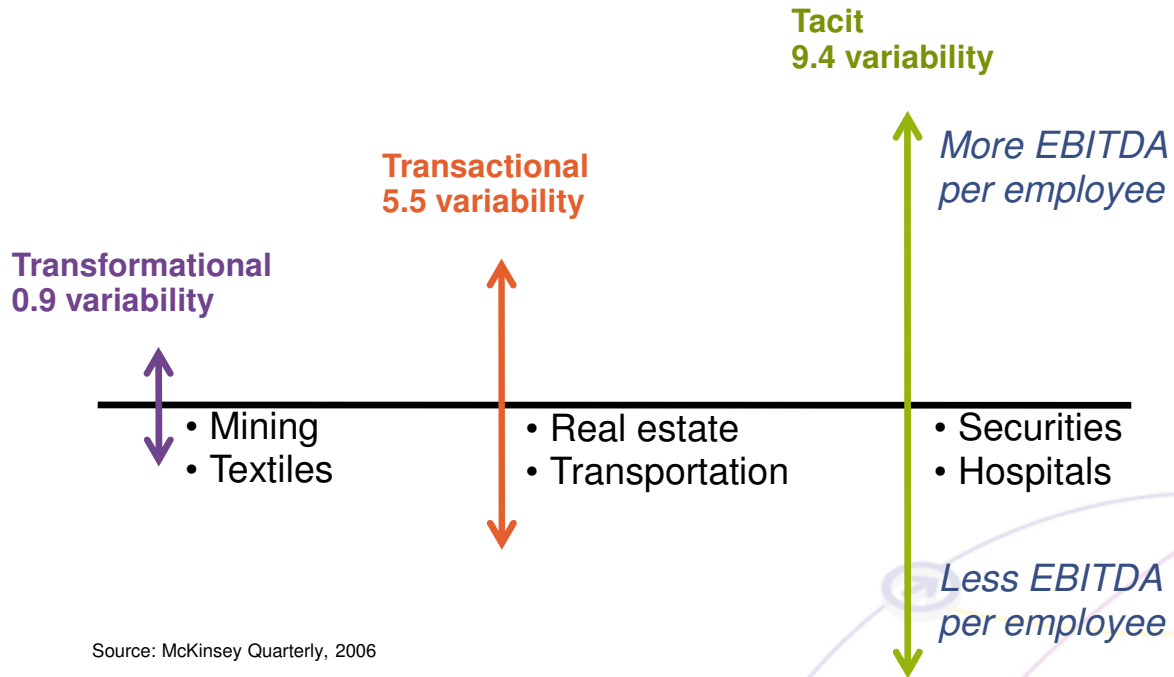 Tacit
9.4 variability
More EBITDA
per employee
Transactional
5.5 variability
Transformational
0.9 variability
• Mining
• Textiles
• Real estate
• Transportation
• Securities
• Hospitals
Less EBITDA
per employee
Source: McKinsey Quarterly, 2006